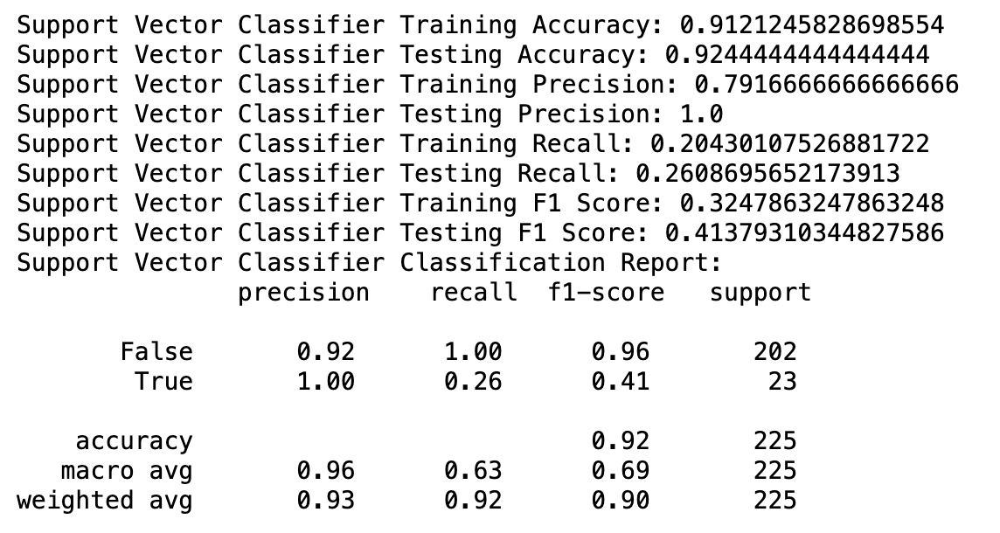 Support Vector Classifier Training Accuracy: 0.9121245828698554
Support Vector Classifier Testing Accuracy: 0.9244444444444444
Support Vector Classifier Training Precision: 0.7916666666666666
Support Vector Classifier Testing Precision: 1.0
Support Vector Classifier Training Recall: 0.20430107526881722
Support Vector Classifier Testing Recall: 0.2608695652173913
Support Vector Classifier Training F1 Score: 0.3247863247863248
Support Vector Classifier Testing F1 Score: 0.41379310344827586
Support Vector Classifier Classification Report:
precision recall f1-score support
False 0.92 1.00 0.96 202
True 1.00 0.26 0.41 23
accuracy 0.92 225
macro avg 0.96 0.63 0.69 225
weighted avg 0.93 0.92 0.90 225